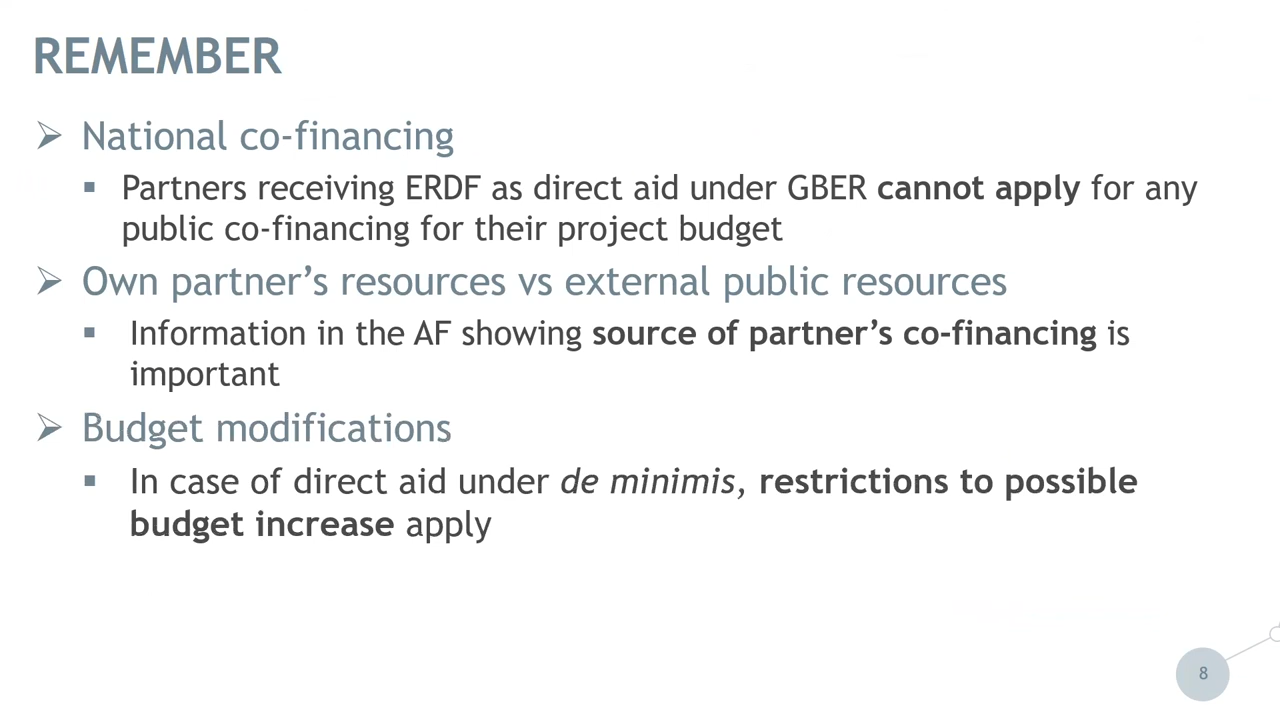 REMEMBER
National co-financing
Partners receiving ERDF as direct aid under GBER cannot apply for any
public co-financing for their project budget
Own partner’s resources vs external public resources
Information in the AF showing source of partner’s co-financing is
important
Budget modifications
In case of direct aid under de minimis, restrictions to possible
budget increase apply
8